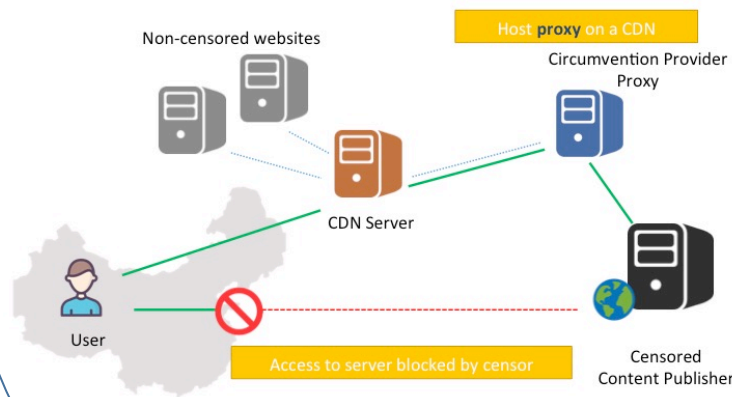 Host proxy on a CDN
Non-censored websites
Circumvention Provider
Proxy
CDN Server
User
Access to server blocked by censor
Censored
Content Publisher